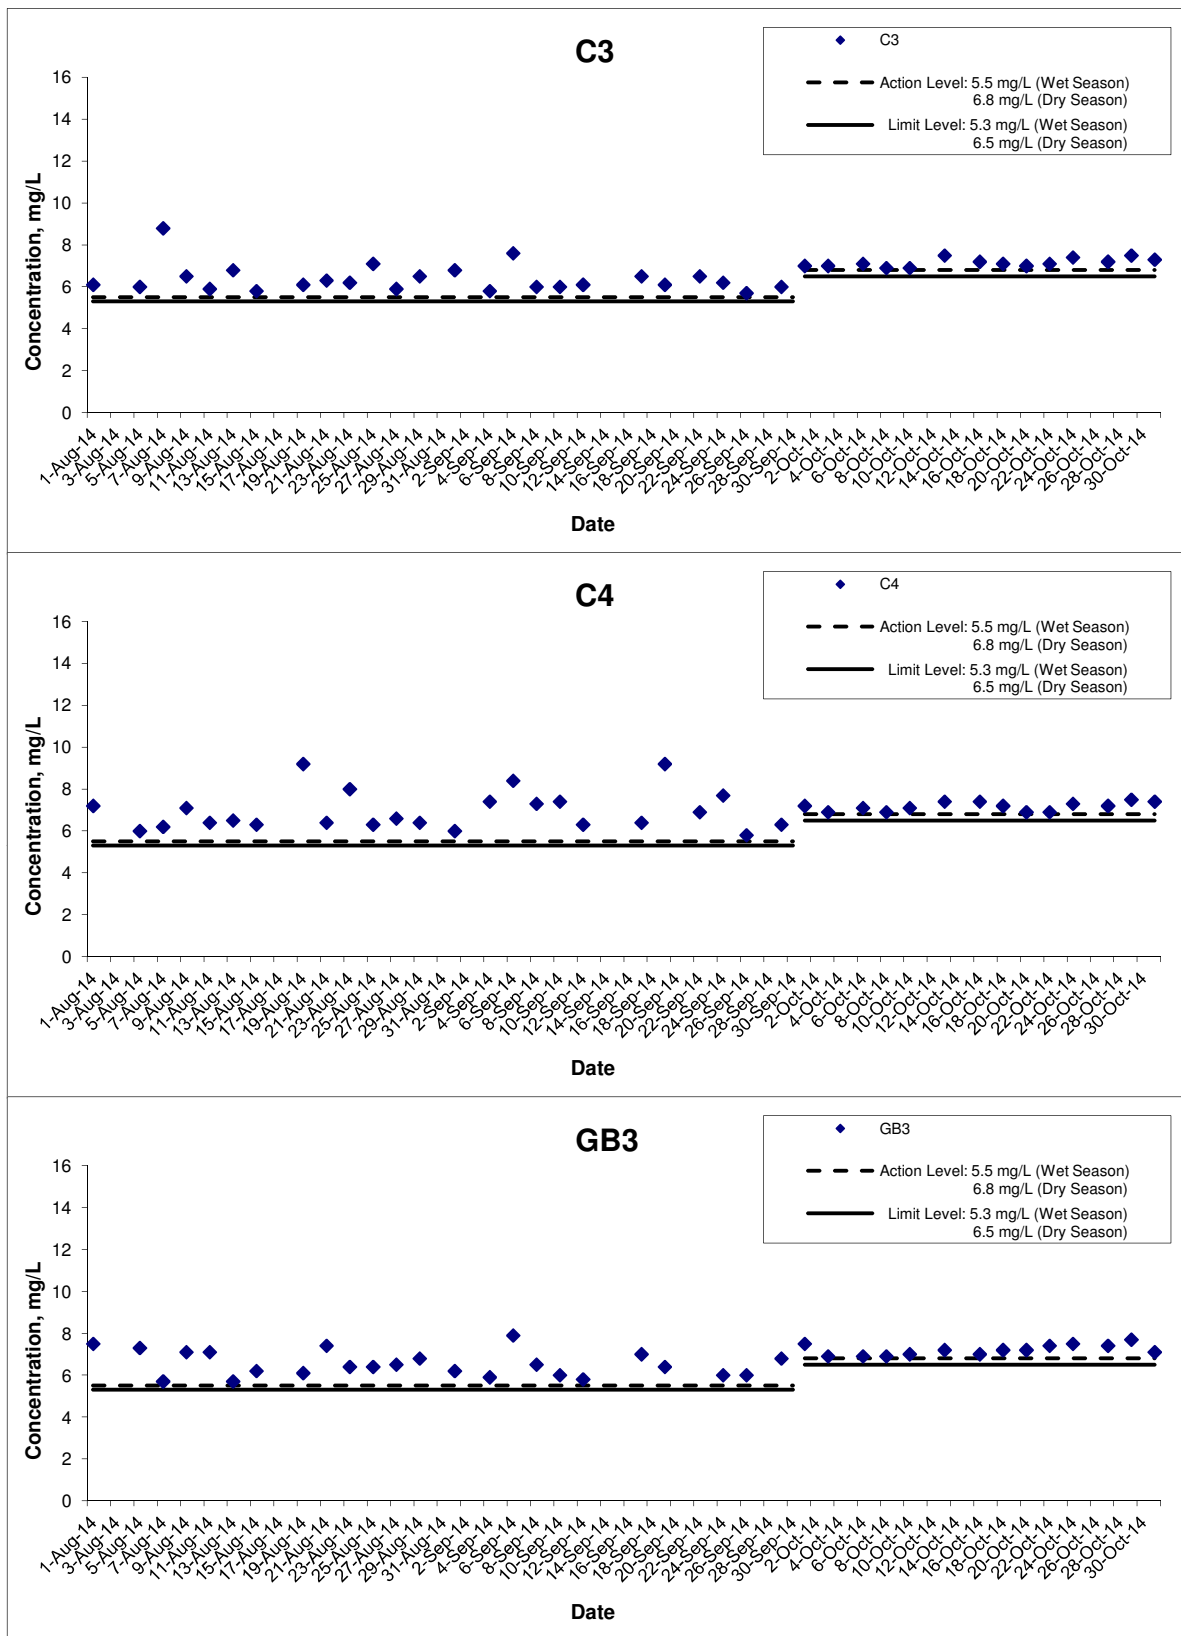 C3
C3
Action Level: 5.5 mg/L (Wet Season)
6.8 mg/L (Dry Season)
Limit Level: 5.3 mg/L (Wet Season)
6.5 mg/L (Dry Season)
Concentration, mg/L
16
14
12
10
8
6
4
2
0
1-Aug-14
3-Aug-14
5-Aug-14
7-Aug-14
9-Aug-14
11-Aug-14
13-Aug-14
15-Aug-14
17-Aug-14
19-Aug-14
21-Aug-14
23-Aug-14
25-Aug-14
27-Aug-14
29-Aug-14
31-Aug-14
2-Sep-14
4-Sep-14
6-Sep-14
8-Sep-14
10-Sep-14
12-Sep-14
14-Sep-14
16-Sep-14
18-Sep-14
20-Sep-14
22-Sep-14
24-Sep-14
26-Sep-14
28-Sep-14
30-Sep-14
2-Oct-14
4-Oct-14
6-Oct-14
8-Oct-14
10-Oct-14
12-Oct-14
14-Oct-14
16-Oct-14
18-Oct-14
20-Oct-14
22-Oct-14
24-Oct-14
26-Oct-14
28-Oct-14
30-Oct-14
Date
C4
C4
Action Level: 5.5 mg/L (Wet Season)
6.8 mg/L (Dry Season)
Limit Level: 5.3 mg/L (Wet Season)
6.5 mg/L (Dry Season)
Concentration, mg/L
16
14
12
10
8
6
4
2
0
1-Aug-14
3-Aug-14
5-Aug-14
7-Aug-14
9-Aug-14
11-Aug-14
13-Aug-14
15-Aug-14
17-Aug-14
19-Aug-14
21-Aug-14
23-Aug-14
25-Aug-14
27-Aug-14
29-Aug-14
31-Aug-14
2-Sep-14
4-Sep-14
6-Sep-14
8-Sep-14
10-Sep-14
12-Sep-14
14-Sep-14
16-Sep-14
18-Sep-14
20-Sep-14
22-Sep-14
24-Sep-14
26-Sep-14
28-Sep-14
30-Sep-14
2-Oct-14
4-Oct-14
6-Oct-14
8-Oct-14
10-Oct-14
12-Oct-14
14-Oct-14
16-Oct-14
18-Oct-14
20-Oct-14
22-Oct-14
24-Oct-14
26-Oct-14
28-Oct-14
30-Oct-14
Date
GB3
GB3
Action Level: 5.5 mg/L (Wet Season)
6.8 mg/L (Dry Season)
Limit Level: 5.3 mg/L (Wet Season)
6.5 mg/L (Dry Season)
Concentration, mg/L
16
14
12
10
8
6
4
2
0
1-Aug-14
3-Aug-14
5-Aug-14
7-Aug-14
9-Aug-14
11-Aug-14
13-Aug-14
15-Aug-14
17-Aug-14
19-Aug-14
21-Aug-14
23-Aug-14
25-Aug-14
27-Aug-14
29-Aug-14
31-Aug-14
2-Sep-14
4-Sep-14
6-Sep-14
8-Sep-14
10-Sep-14
12-Sep-14
14-Sep-14
16-Sep-14
18-Sep-14
20-Sep-14
22-Sep-14
24-Sep-14
26-Sep-14
28-Sep-14
30-Sep-14
2-Oct-14
4-Oct-14
6-Oct-14
8-Oct-14
10-Oct-14
12-Oct-14
14-Oct-14
16-Oct-14
18-Oct-14
20-Oct-14
22-Oct-14
24-Oct-14
26-Oct-14
28-Oct-14
30-Oct-14
Date